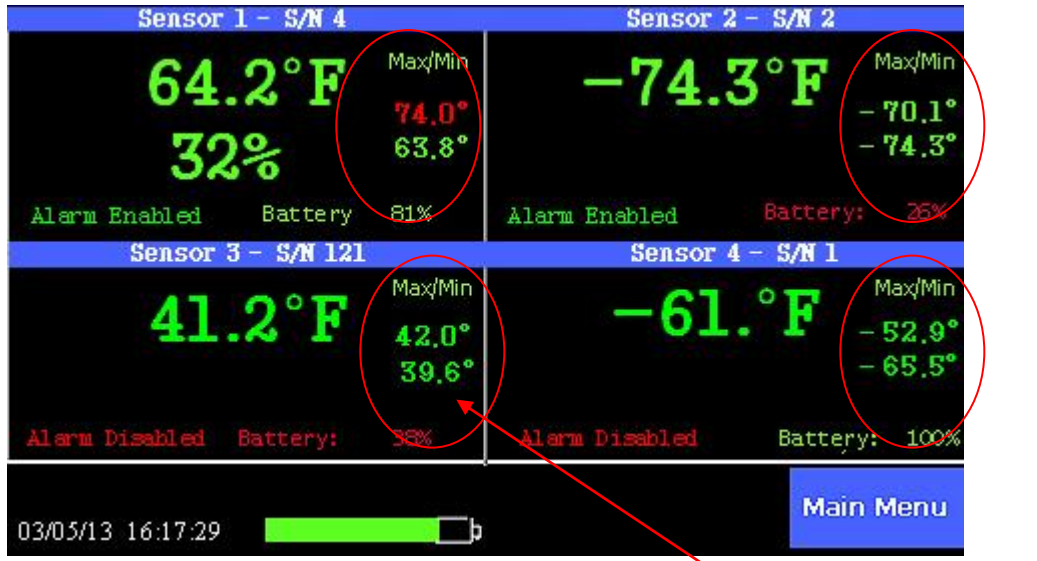 Sensor 1 - S/N 4
64.2°F
Max/Min
74.0°
32%
63.8°
Alarm Enabled Battery 81%
Sensor 2 - S/N 2
-74.3°F
Max/Min
- 70.1°
- 74.3°
Alarm Enabled Battery: 26%
Sensor 3 - S/N 121
41.2°F
Max/Min
42.0°
39.6°
Alarm Disabled Battery: 38%
Sensor 4 - S/N 1
-61.°F
Max/Min
- 52.9°
- 65.5°
Alarm Disabled Battery: 100%
03/05/13 16:17:29
Main Menu